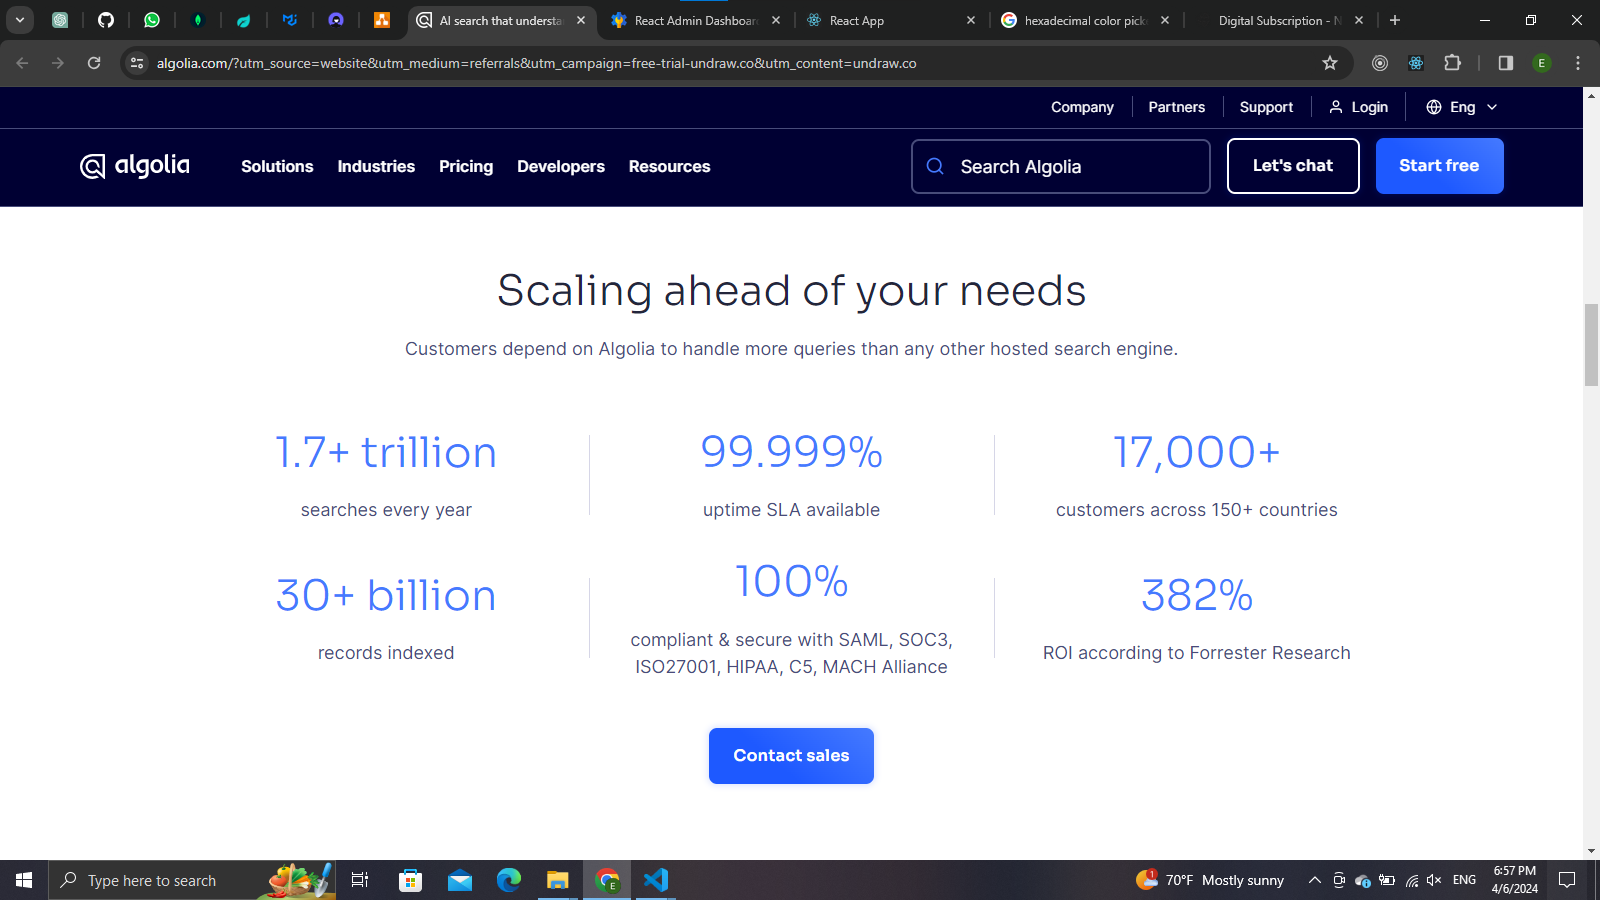 AI search that understa
React Admin Dashboar
React App
hexadecimal color pick
Digital Subscription - N
algolia.com/?utm_source=website&utm_medium=referrals&utm_campaign=free-trial-undraw.co&utm_content=undraw.co
E
Company Partners Support Login Eng
algolia Solutions Industries Pricing Developers Resources Search Algolia Let's chat Start free
Scaling ahead of your needs
Customers depend on Algolia to handle more queries than any other hosted search engine.
1.7+ trillion
searches every year
99.999%
uptime SLA available
17,000+
customers across 150+ countries
30+ billion
records indexed
100%
compliant & secure with SAML, SOC3,
ISO27001, HIPAA, C5, MACH Alliance
382%
ROI according to Forrester Research
Contact sales
Type here to search
E
1
70°F Mostly sunny
ENG
6:57 PM
4/6/2024